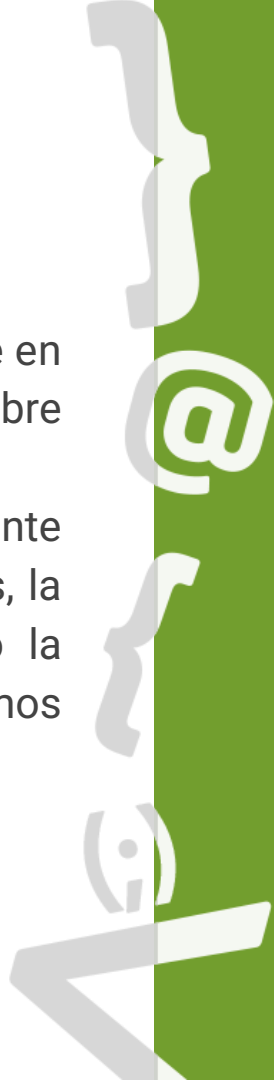 e en
bre
nte
s, la
la
nos
}
@
{
(;)
<